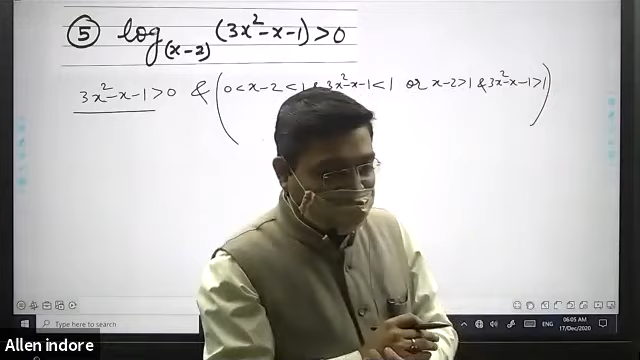 ⑤ log₍ₓ₋₂₎ (3x²-x-1)>0
3x²-x-1>0 & (0<x-2<1 & 3x²-x-1<1 or x-2>1 & 3x²-x-1>1)
Type here to search
ENG
06:05 AM
17/Dec/2020
Allen indore